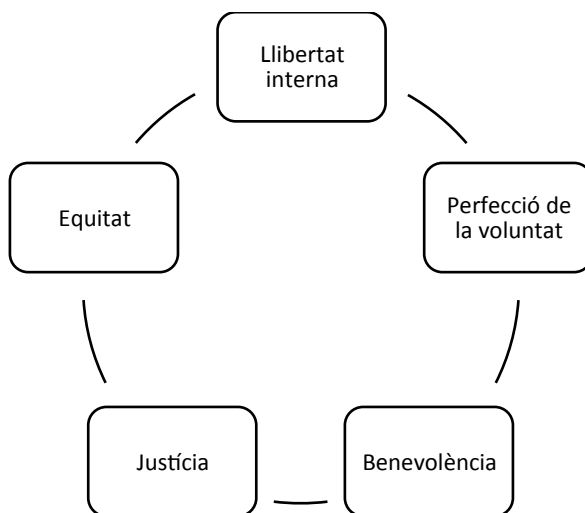 Llibertat
interna
Perfecció de
la voluntat
Benevolència
Justícia
Equitat